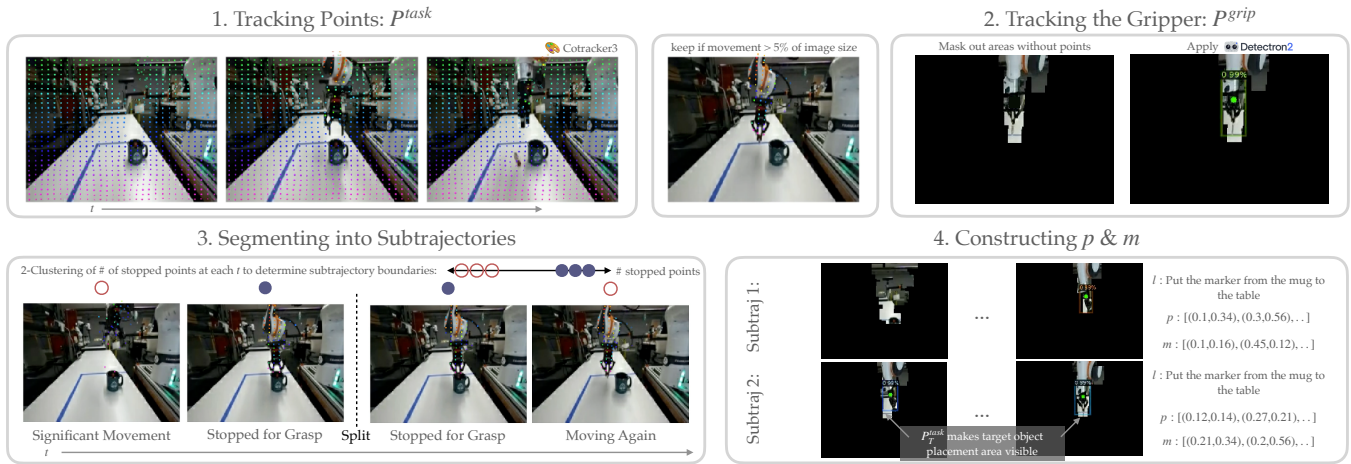 1. Tracking Points: P^task
Cotracker3
t
keep if movement > 5% of image size
2. Tracking the Gripper: P^grip
Mask out areas without points
Apply Detectron2
0 99%
3. Segmenting into Subtrajectories
2-Clustering of # of stopped points at each t to determine subtrajectory boundaries:
# stopped points
Significant Movement
Stopped for Grasp
Split
Stopped for Grasp
Moving Again
t
4. Constructing p & m
Subtraj 1:
...
0 99%
l : Put the marker from the mug to
the table
p : [(0.1,0.34), (0.3,0.56), . . ]
m : [(0.1,0.16), (0.45,0.12), . . ]
Subtraj 2:
0 99%
...
0 99%
P_T^task makes target object
placement area visible
l : Put the marker from the mug to
the table
p : [(0.12,0.14), (0.27,0.21), . . ]
m : [(0.21,0.34), (0.2,0.56), . . ]